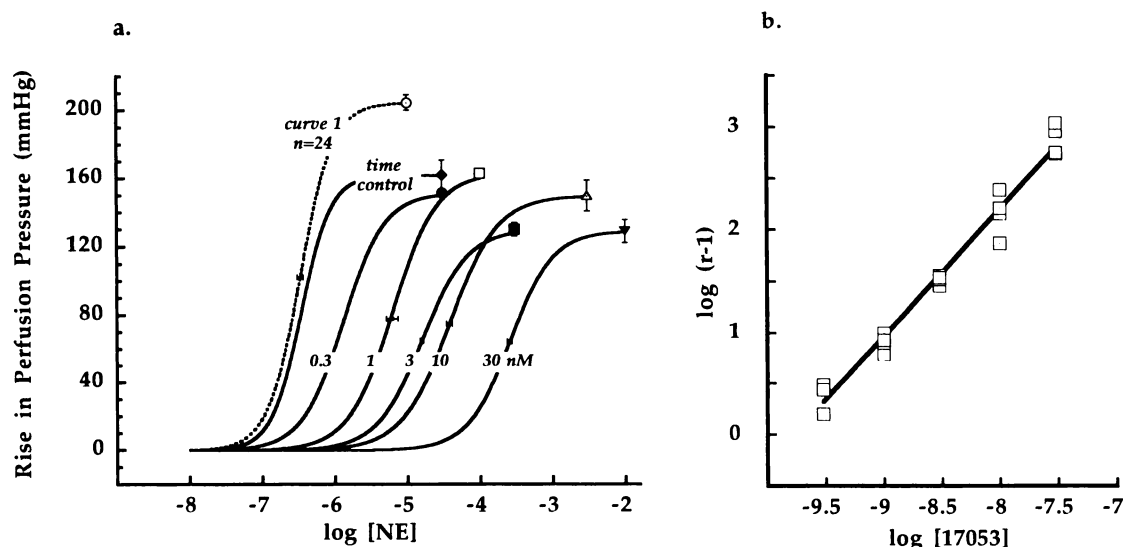 a.
Rise in Perfusion Pressure (mmHg)
200
160
120
80
40
0
curve 1
n=24
time
control
0.3
1
3
10
30 nM
-8
-7
-6
-5
-4
-3
-2
log [NE]
b.
log (r-1)
3
2
1
0
-9.5
-9
-8.5
-8
-7.5
-7
log [17053]